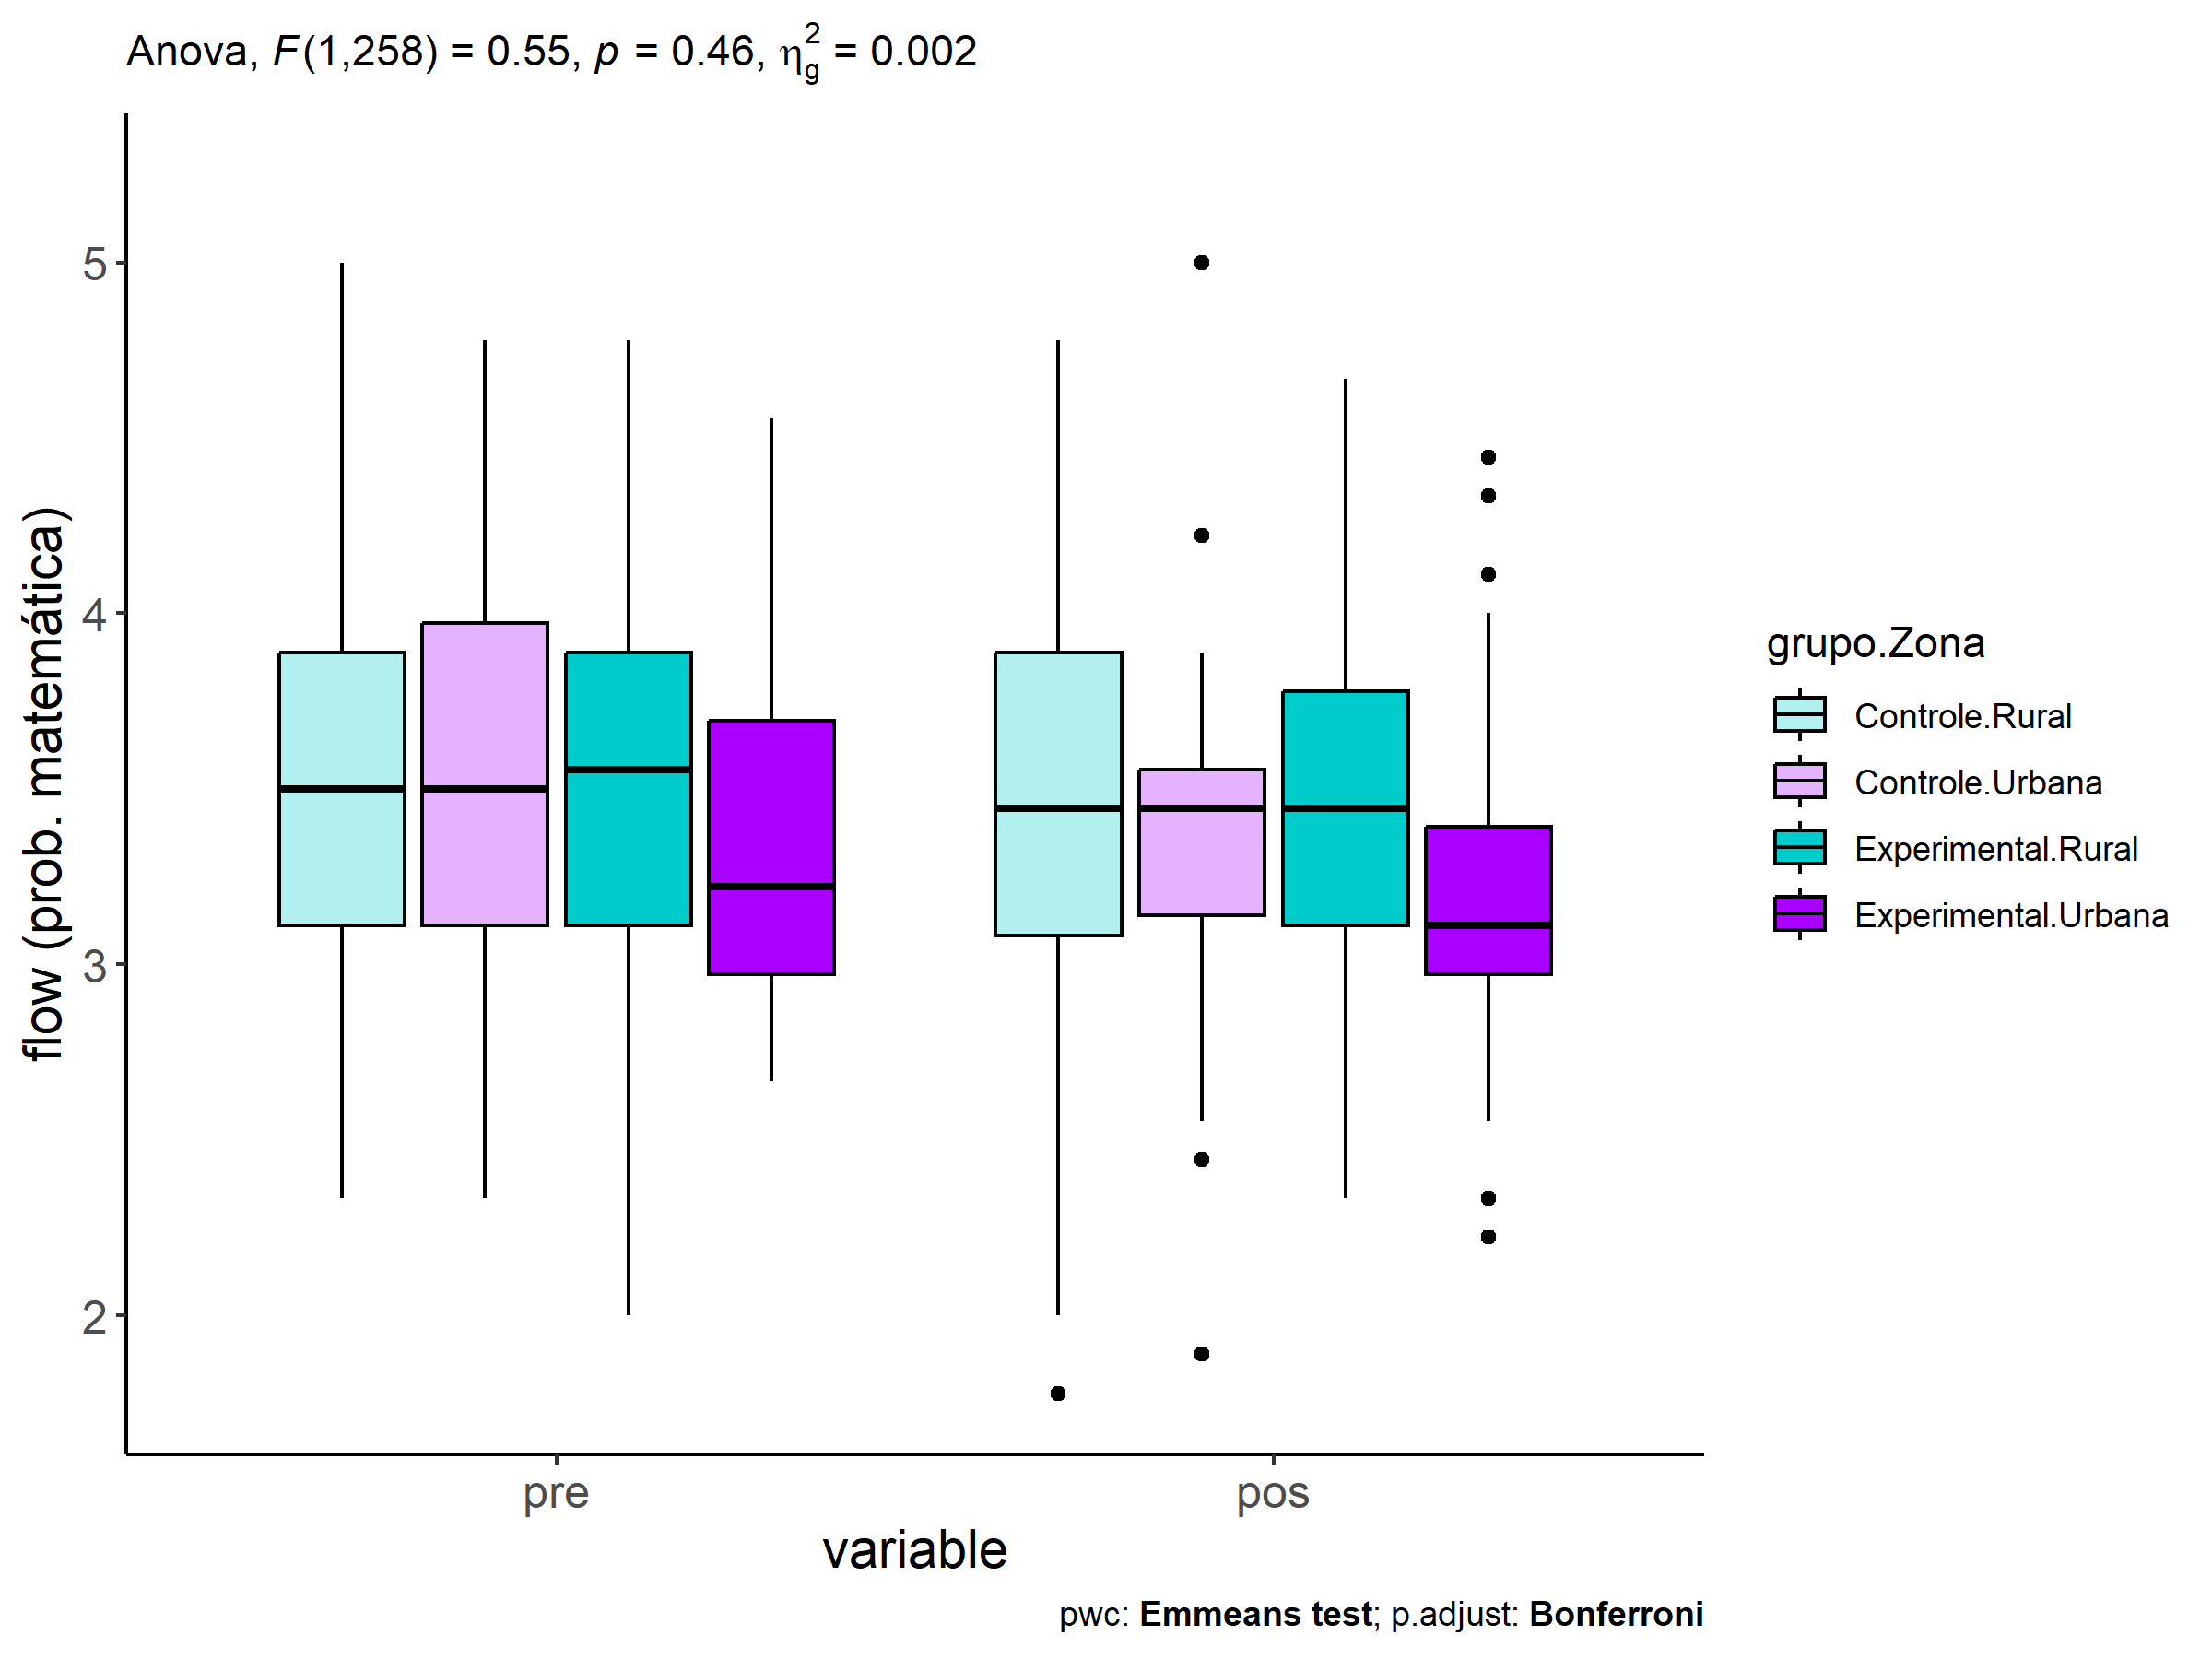 Anova, F(1,258) = 0.55, p = 0.46, η²g = 0.002
flow (prob. matemática)
5
4
3
2
pre
pos
variable
grupo.Zona
Controle.Rural
Controle.Urbana
Experimental.Rural
Experimental.Urbana
pwc: Emmeans test; p.adjust: Bonferroni